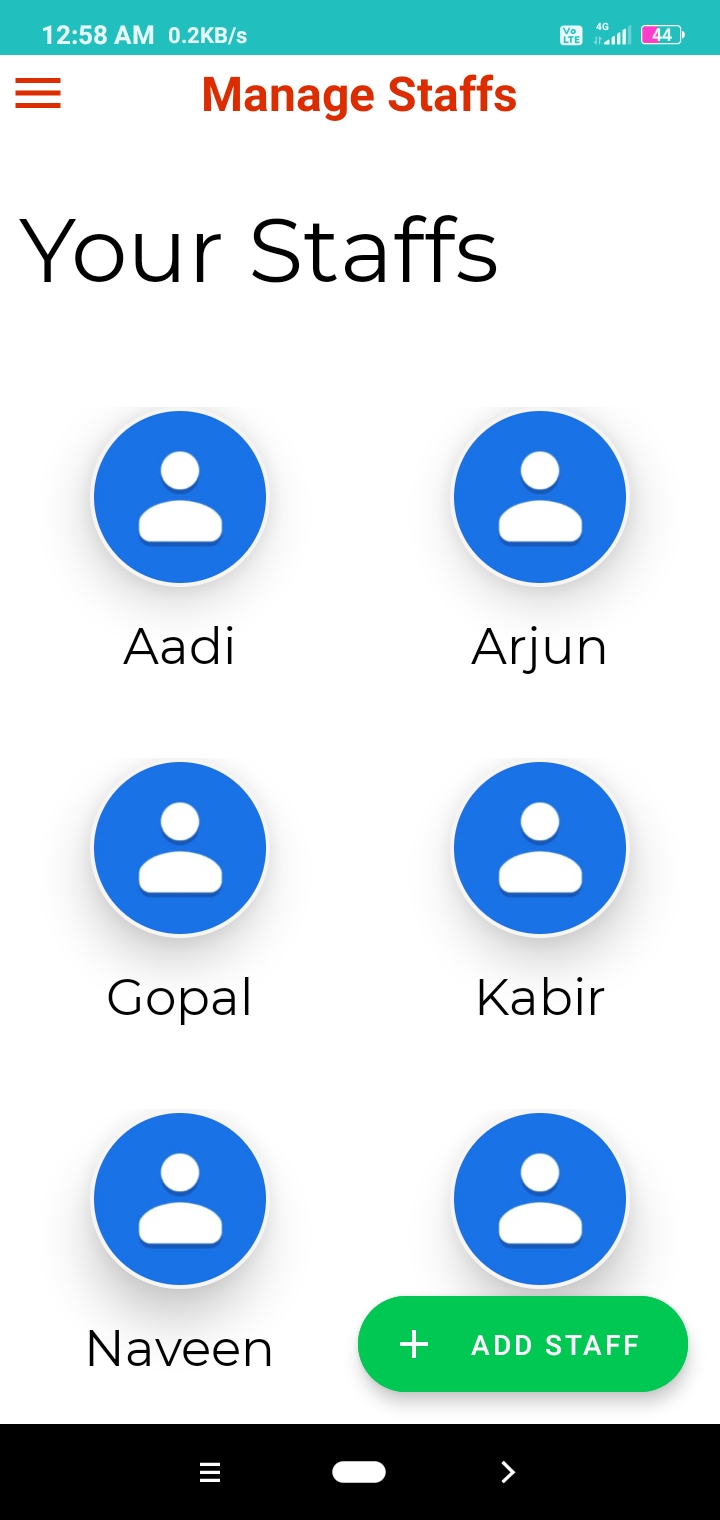 12:58 AM 0.2KB/s Vo LTE 4G 44
Manage Staffs
Your Staffs
Aadi Arjun
Gopal Kabir
Naveen
+ ADD STAFF